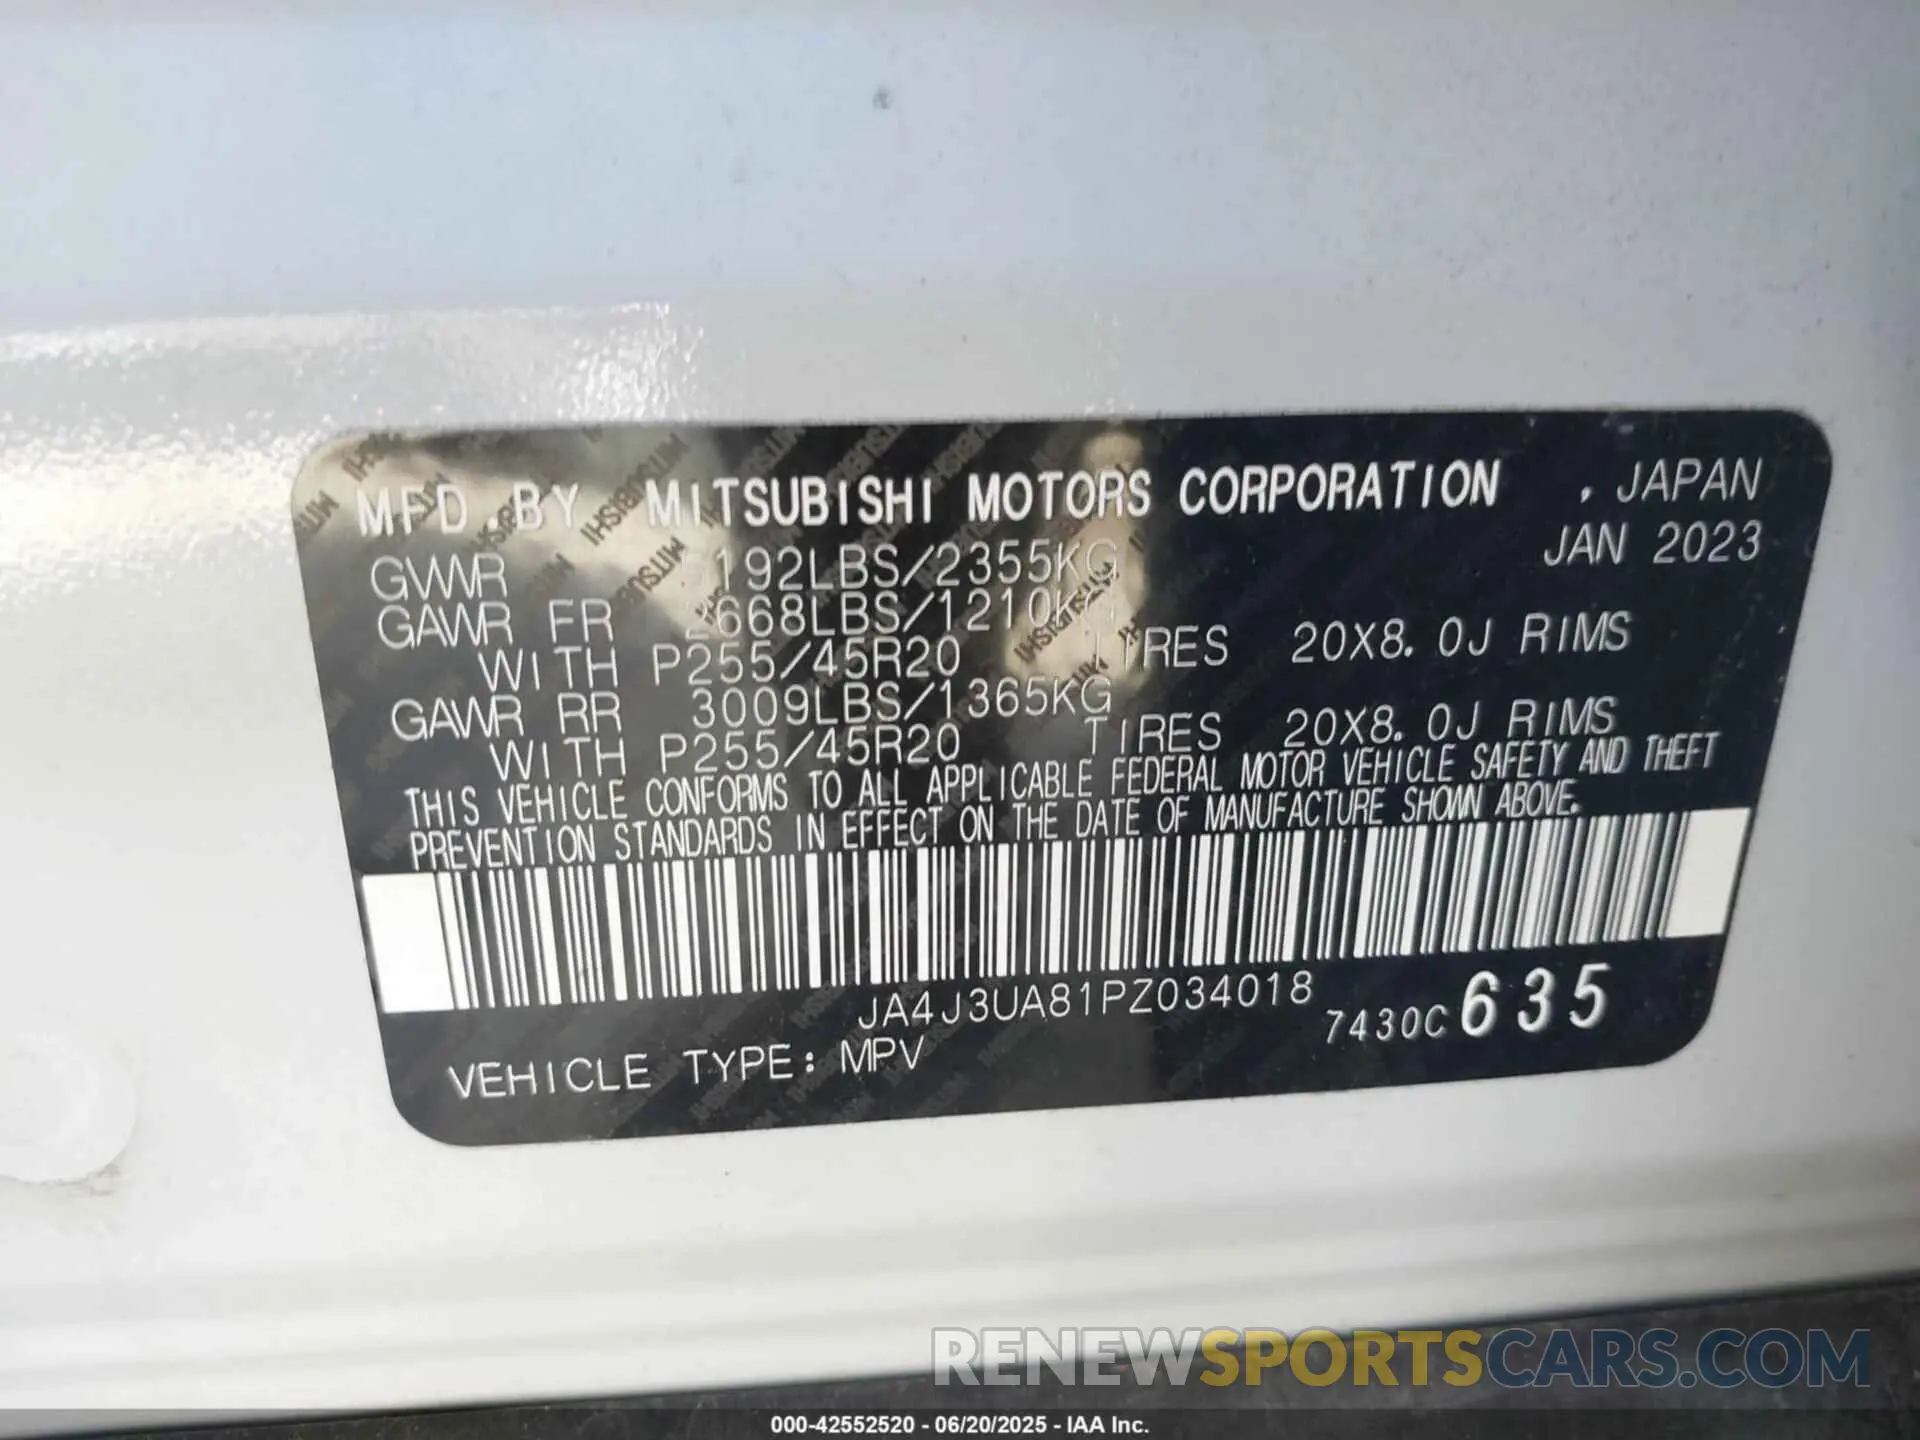 MFD.BY MITSUBISHI MOTORS CORPORATION , JAPAN
JAN 2023
GVWR 5192LBS/2355KG
GAWR FR 2668LBS/1210KG
WITH P255/45R20 TIRES 20X8.0J RIMS
GAWR RR 3009LBS/1365KG
WITH P255/45R20 TIRES 20X8.0J RIMS
THIS VEHICLE CONFORMS TO ALL APPLICABLE FEDERAL MOTOR VEHICLE SAFETY AND THEFT
PREVENTION STANDARDS IN EFFECT ON THE DATE OF MANUFACTURE SHOWN ABOVE.
JA4J3UA81PZ034018
7430C 635
VEHICLE TYPE: MPV
RENEWSPORTSCARS.COM
000-42552520 - 06/20/2025 - IAA Inc.